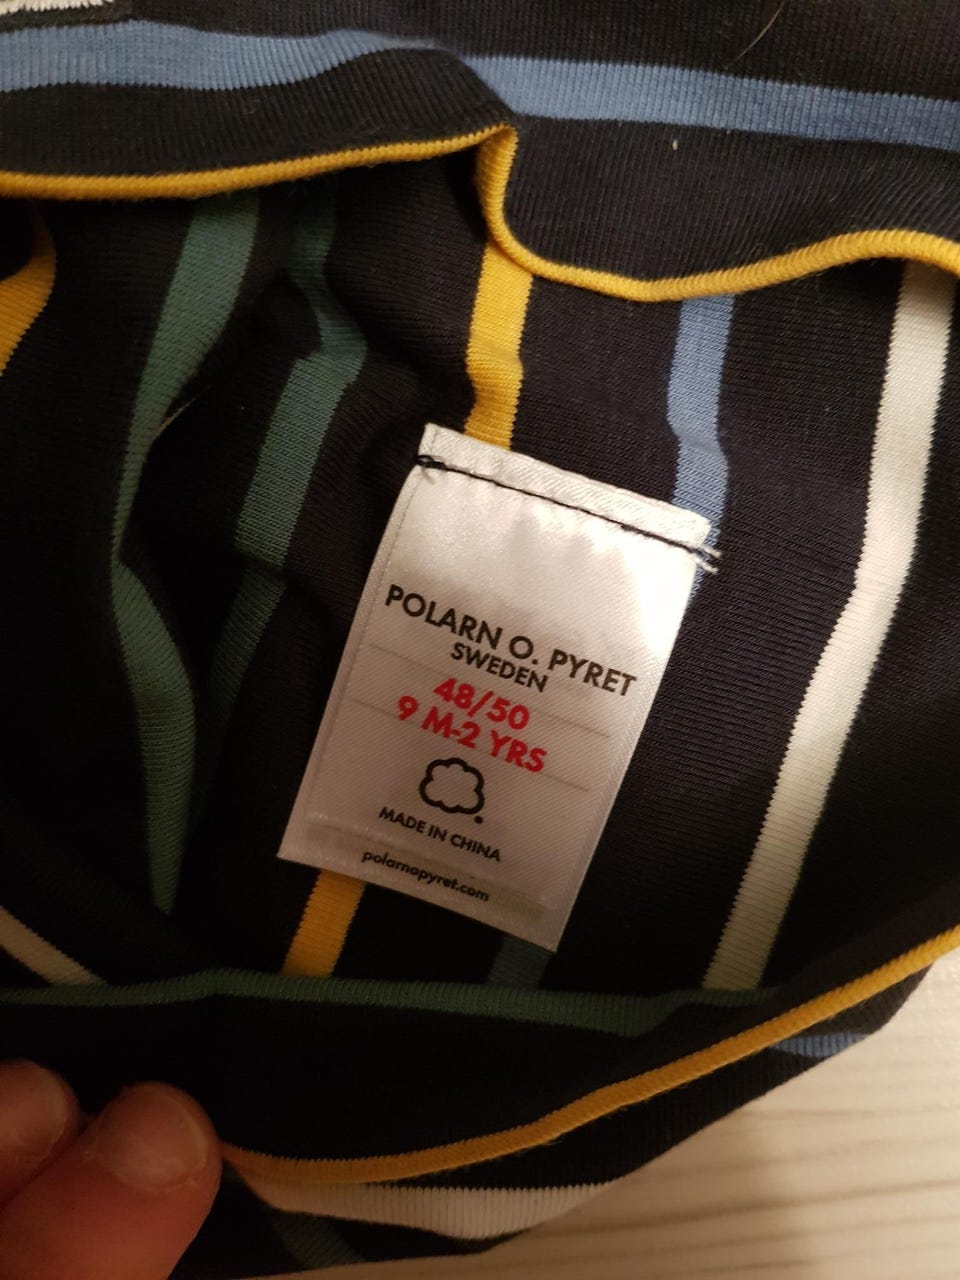 POLARN O. PYRET
SWEDEN
48/50
9 M-2 YRS
MADE IN CHINA
polarnopyret.com